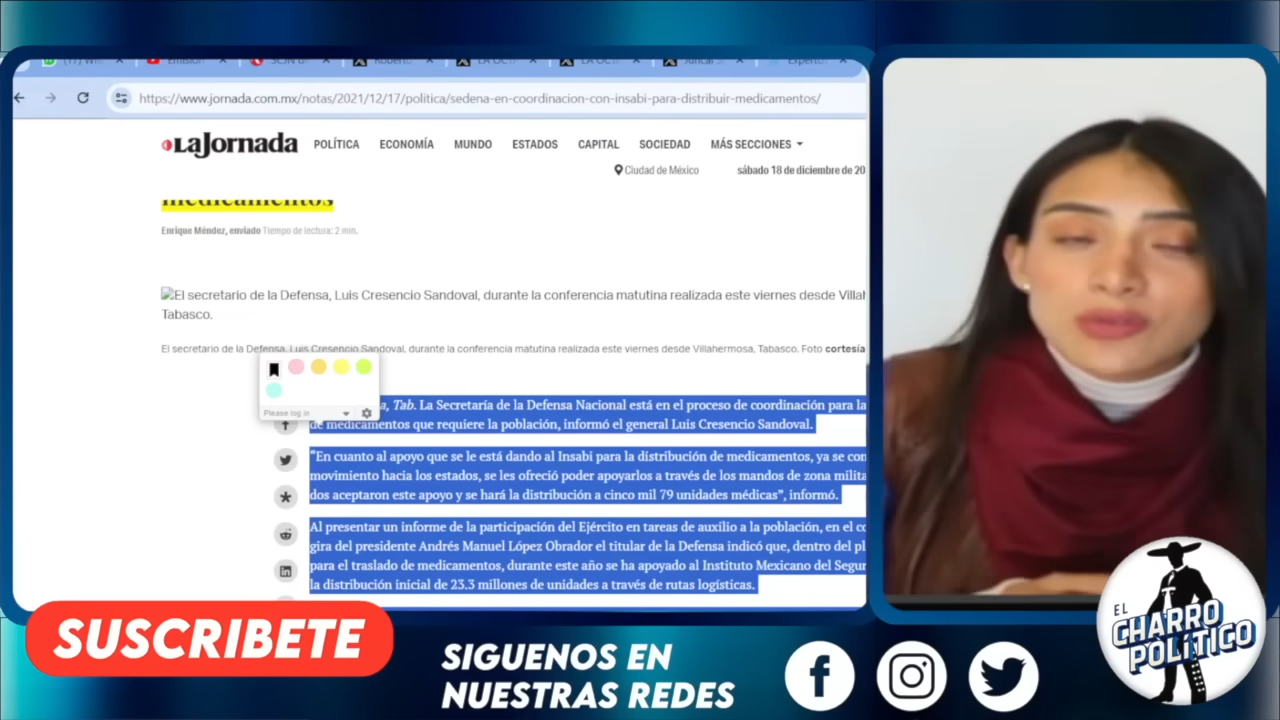 https://www.jornada.com.mx/notas/2021/12/17/politica/sedena-en-coordinacion-con-insabi-para-distribuir-medicamentos/
LaJornada
POLÍTICA ECONOMÍA MUNDO ESTADOS CAPITAL SOCIEDAD MÁS SECCIONES
Ciudad de México sábado 18 de diciembre de 20
medicamentos
Enrique Méndez, enviado Tiempo de lectura: 2 min.
El secretario de la Defensa, Luis Cresencio Sandoval, durante la conferencia matutina realizada este viernes desde Villah
Tabasco.
El secretario de la Defensa, Luis Cresencio Sandoval, durante la conferencia matutina realizada este viernes desde Villahermosa, Tabasco. Foto cortesía
Please log in
a, Tab. La Secretaría de la Defensa Nacional está en el proceso de coordinación para la
de medicamentos que requiere la población, informó el general Luis Cresencio Sandoval.
“En cuanto al apoyo que se le está dando al Insabi para la distribución de medicamentos, ya se con
movimiento hacia los estados, se les ofreció poder apoyarlos a través de los mandos de zona milita
dos aceptaron este apoyo y se hará la distribución a cinco mil 79 unidades médicas”, informó.
Al presentar un informe de la participación del Ejército en tareas de auxilio a la población, en el co
gira del presidente Andrés Manuel López Obrador el titular de la Defensa indicó que, dentro del pl
para el traslado de medicamentos, durante este año se ha apoyado al Instituto Mexicano del Segur
la distribución inicial de 23.3 millones de unidades a través de rutas logísticas.
SUSCRIBETE
SIGUENOS EN
NUESTRAS REDES
EL
CHARRO
POLÍTICO